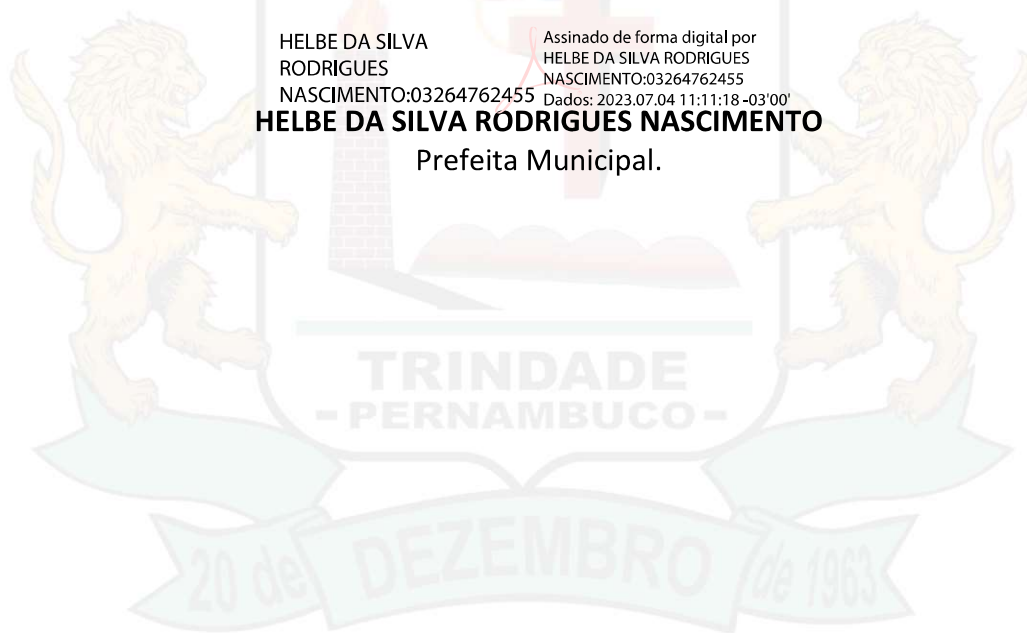 HELBE DA SILVA
RODRIGUES
NASCIMENTO:03264762455
Assinado de forma digital por
HELBE DA SILVA RODRIGUES
NASCIMENTO:03264762455
Dados: 2023.07.04 11:11:18 -03'00'
HELBE DA SILVA RODRIGUES NASCIMENTO
Prefeita Municipal.
TRINDADE
- PERNAMBUCO -
20 de DEZEMBRO de 1963